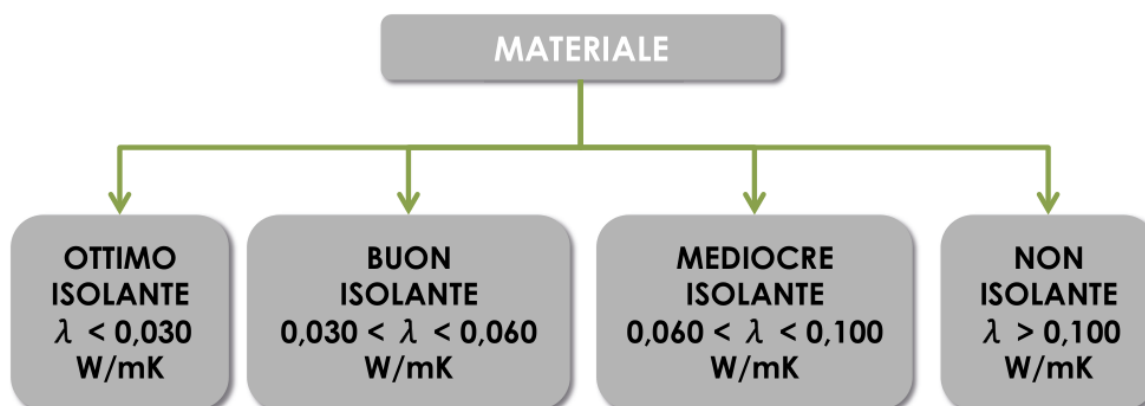 MATERIALE
OTTIMO
ISOLANTE
λ < 0,030
W/mK
BUON
ISOLANTE
0,030 < λ < 0,060
W/mK
MEDIOCRE
ISOLANTE
0,060 < λ < 0,100
W/mK
NON
ISOLANTE
λ > 0,100
W/mK